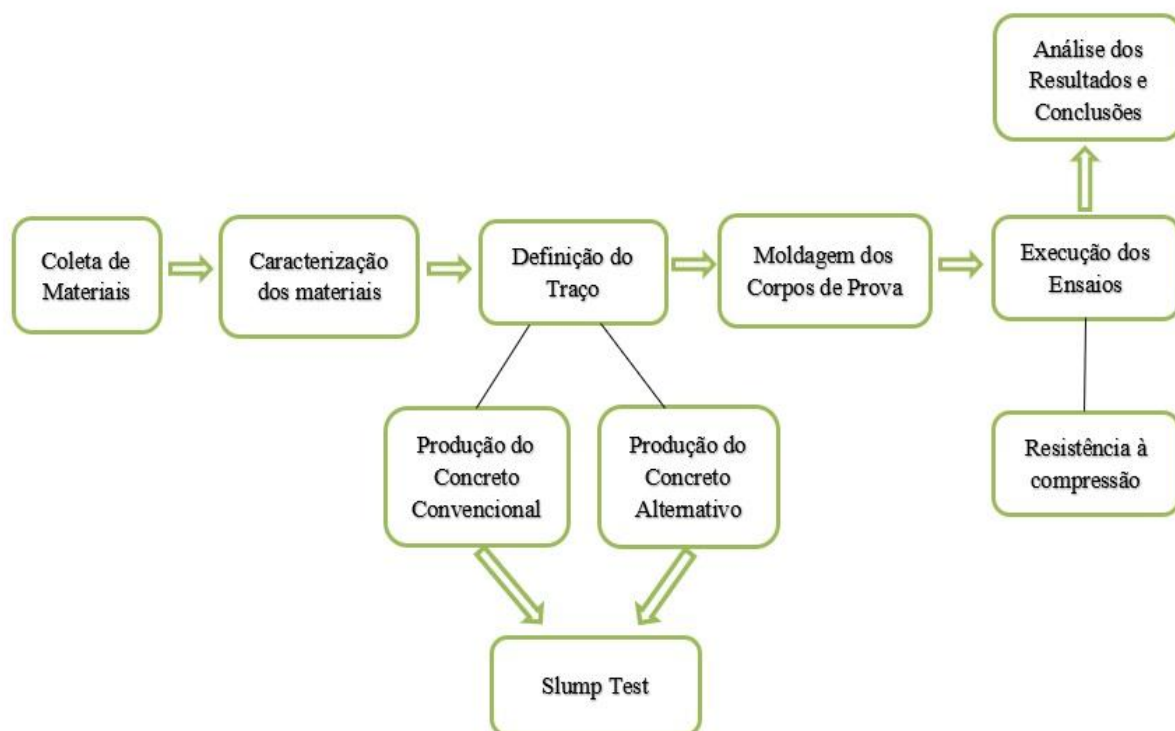 Análise dos
Resultados e
Conclusões
Coleta de
Materiais
Caracterização
dos materiais
Definição do
Traço
Moldagem dos
Corpos de Prova
Execução dos
Ensaios
Produção do
Concreto
Convencional
Produção do
Concreto
Alternativo
Resistência à
compressão
Slump Test